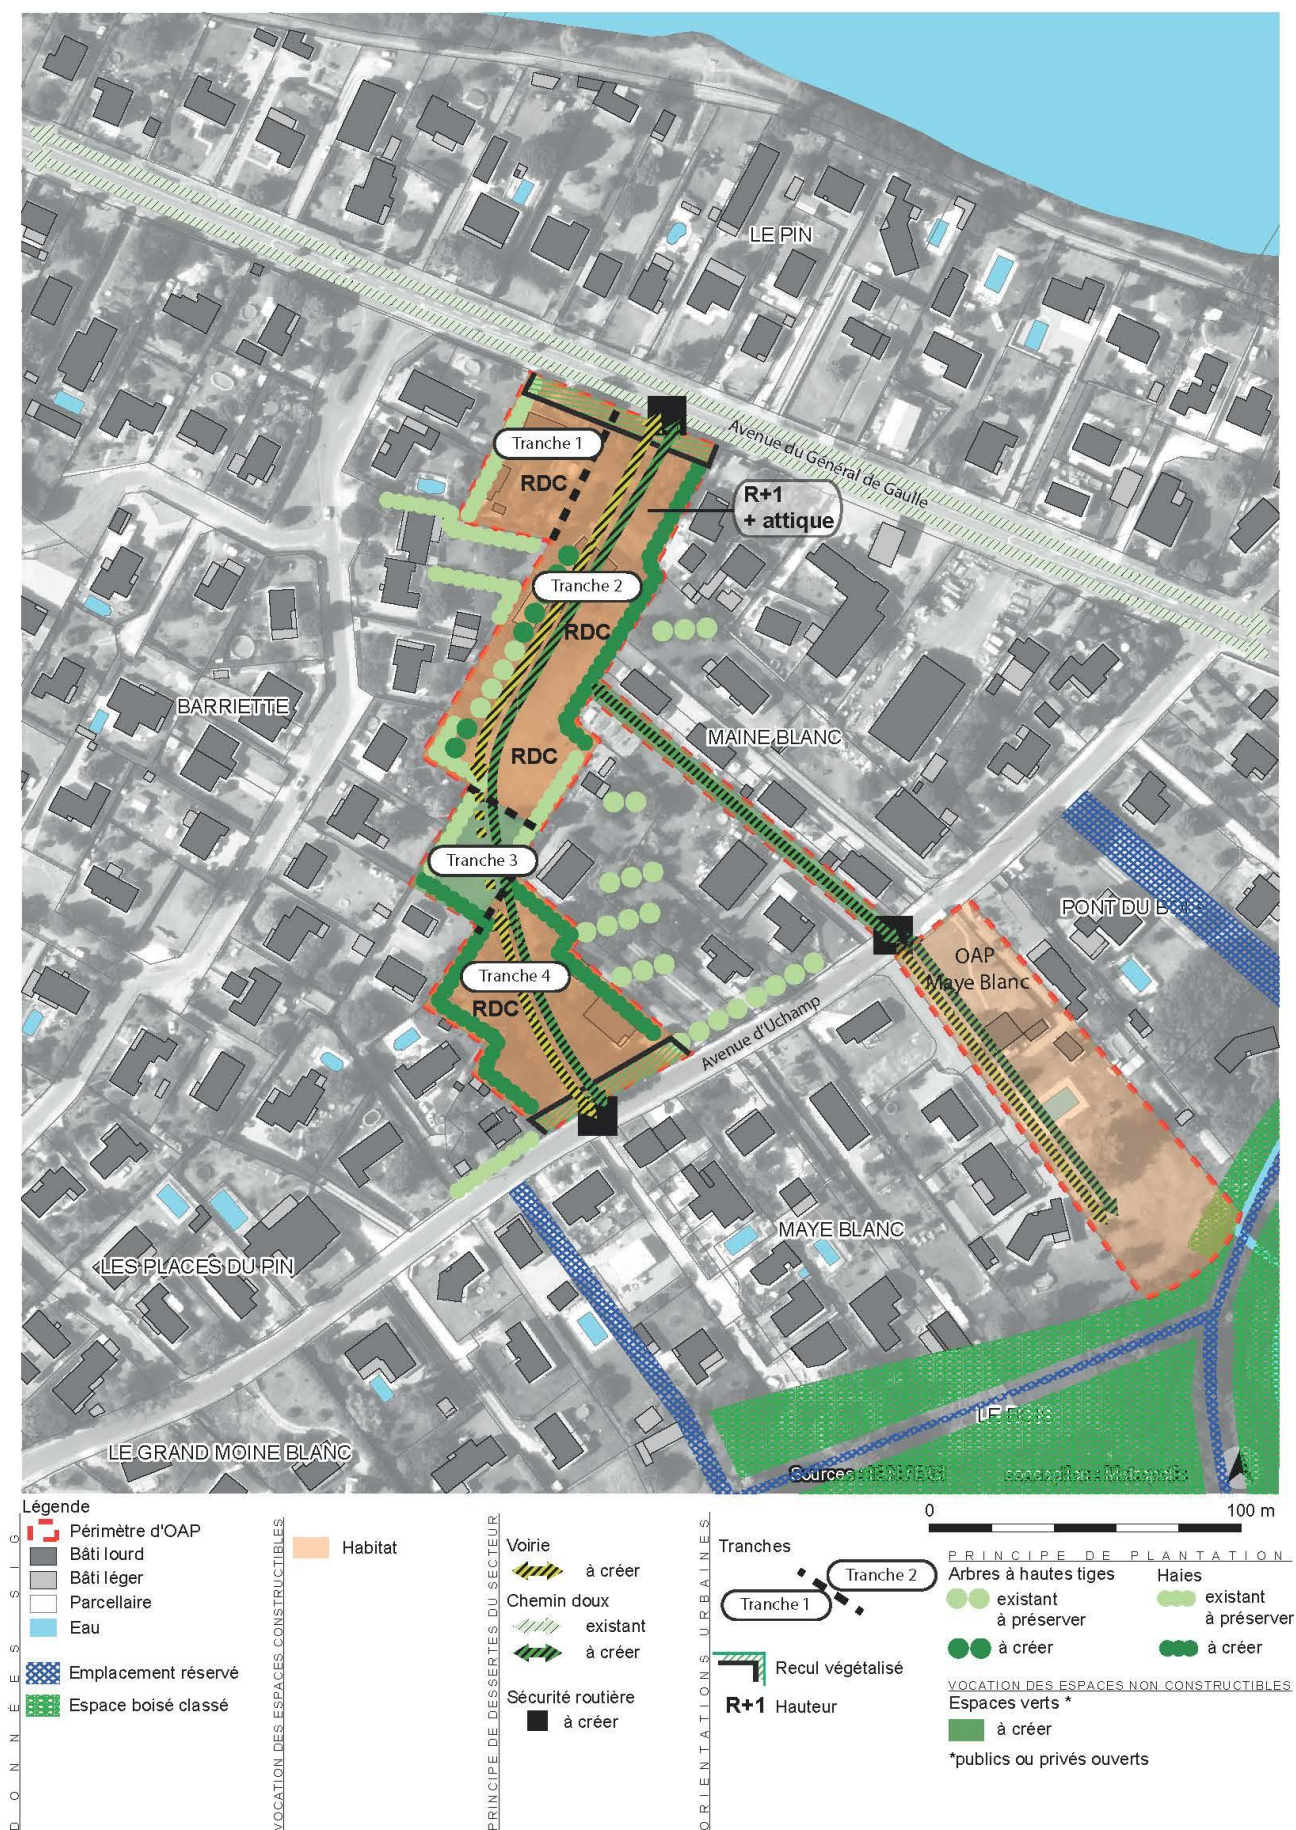 LE PIN
Avenue du Général de Gaulle
Tranche 1
RDC
R+1
+ attique
Tranche 2
RDC
BARRIETTE
MAINE BLANC
RDC
Tranche 3
PONT DU
OAP
Maye Blanc
Tranche 4
RDC
Avenue d'Uchamp
MAYE BLANC
LES PLACES DU PIN
LE GRAND MOINE BLANC
Sources
Légende
DONNÉES SIG
Périmètre d'OAP
Bâti lourd
Bâti léger
Parcellaire
Eau
Emplacement réservé
Espace boisé classé
VOCATION DES ESPACES CONSTRUCTIBLES
Habitat
PRINCIPE DE DESSERTES DU SECTEUR
Voirie
à créer
Chemin doux
existant
à créer
Sécurité routière
à créer
ORIENTATIONS URBAINES
Tranches
Tranche 2
Tranche 1
Recul végétalisé
R+1 Hauteur
0 100 m
PRINCIPE DE PLANTATION
Arbres à hautes tiges
existant
à préserver
à créer
Haies
existant
à préserver
à créer
VOCATION DES ESPACES NON CONSTRUCTIBLES
Espaces verts *
à créer
*publics ou privés ouverts